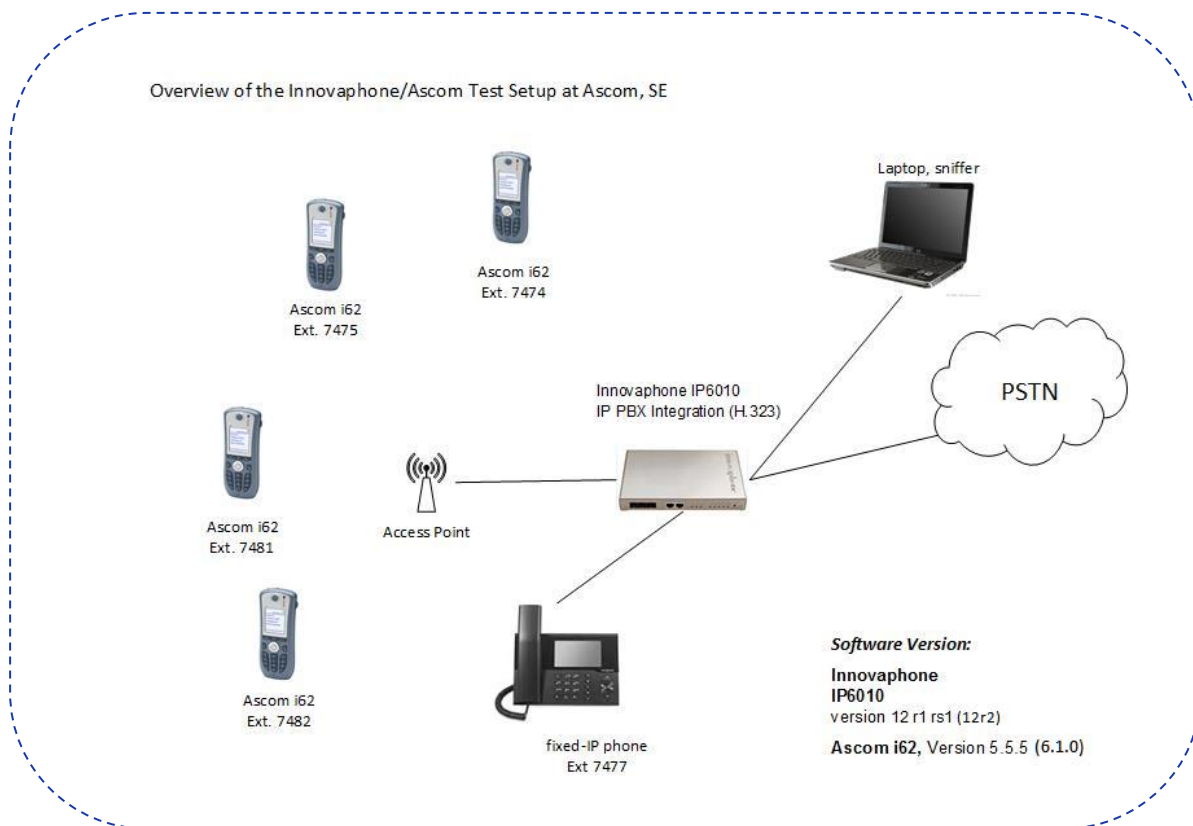 Overview of the Innovaphone/Ascom Test Setup at Ascom, SE
Laptop, sniffer
Ascom i62
Ext. 7474
Ascom i62
Ext. 7475
PSTN
Innovaphone IP6010
IP PBX Integration (H.323)
Ascom i62
Ext. 7481
Access Point
Ascom i62
Ext. 7482
fixed-IP phone
Ext 7477
Software Version:
Innovaphone
IP6010
version 12 r1 rs1 (12r2)
Ascom i62, Version 5.5.5 (6.1.0)